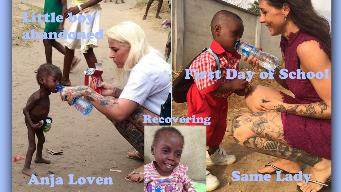 Little boy
abandoned
First Day of School
Recovering
Anja Loven
Same Lady